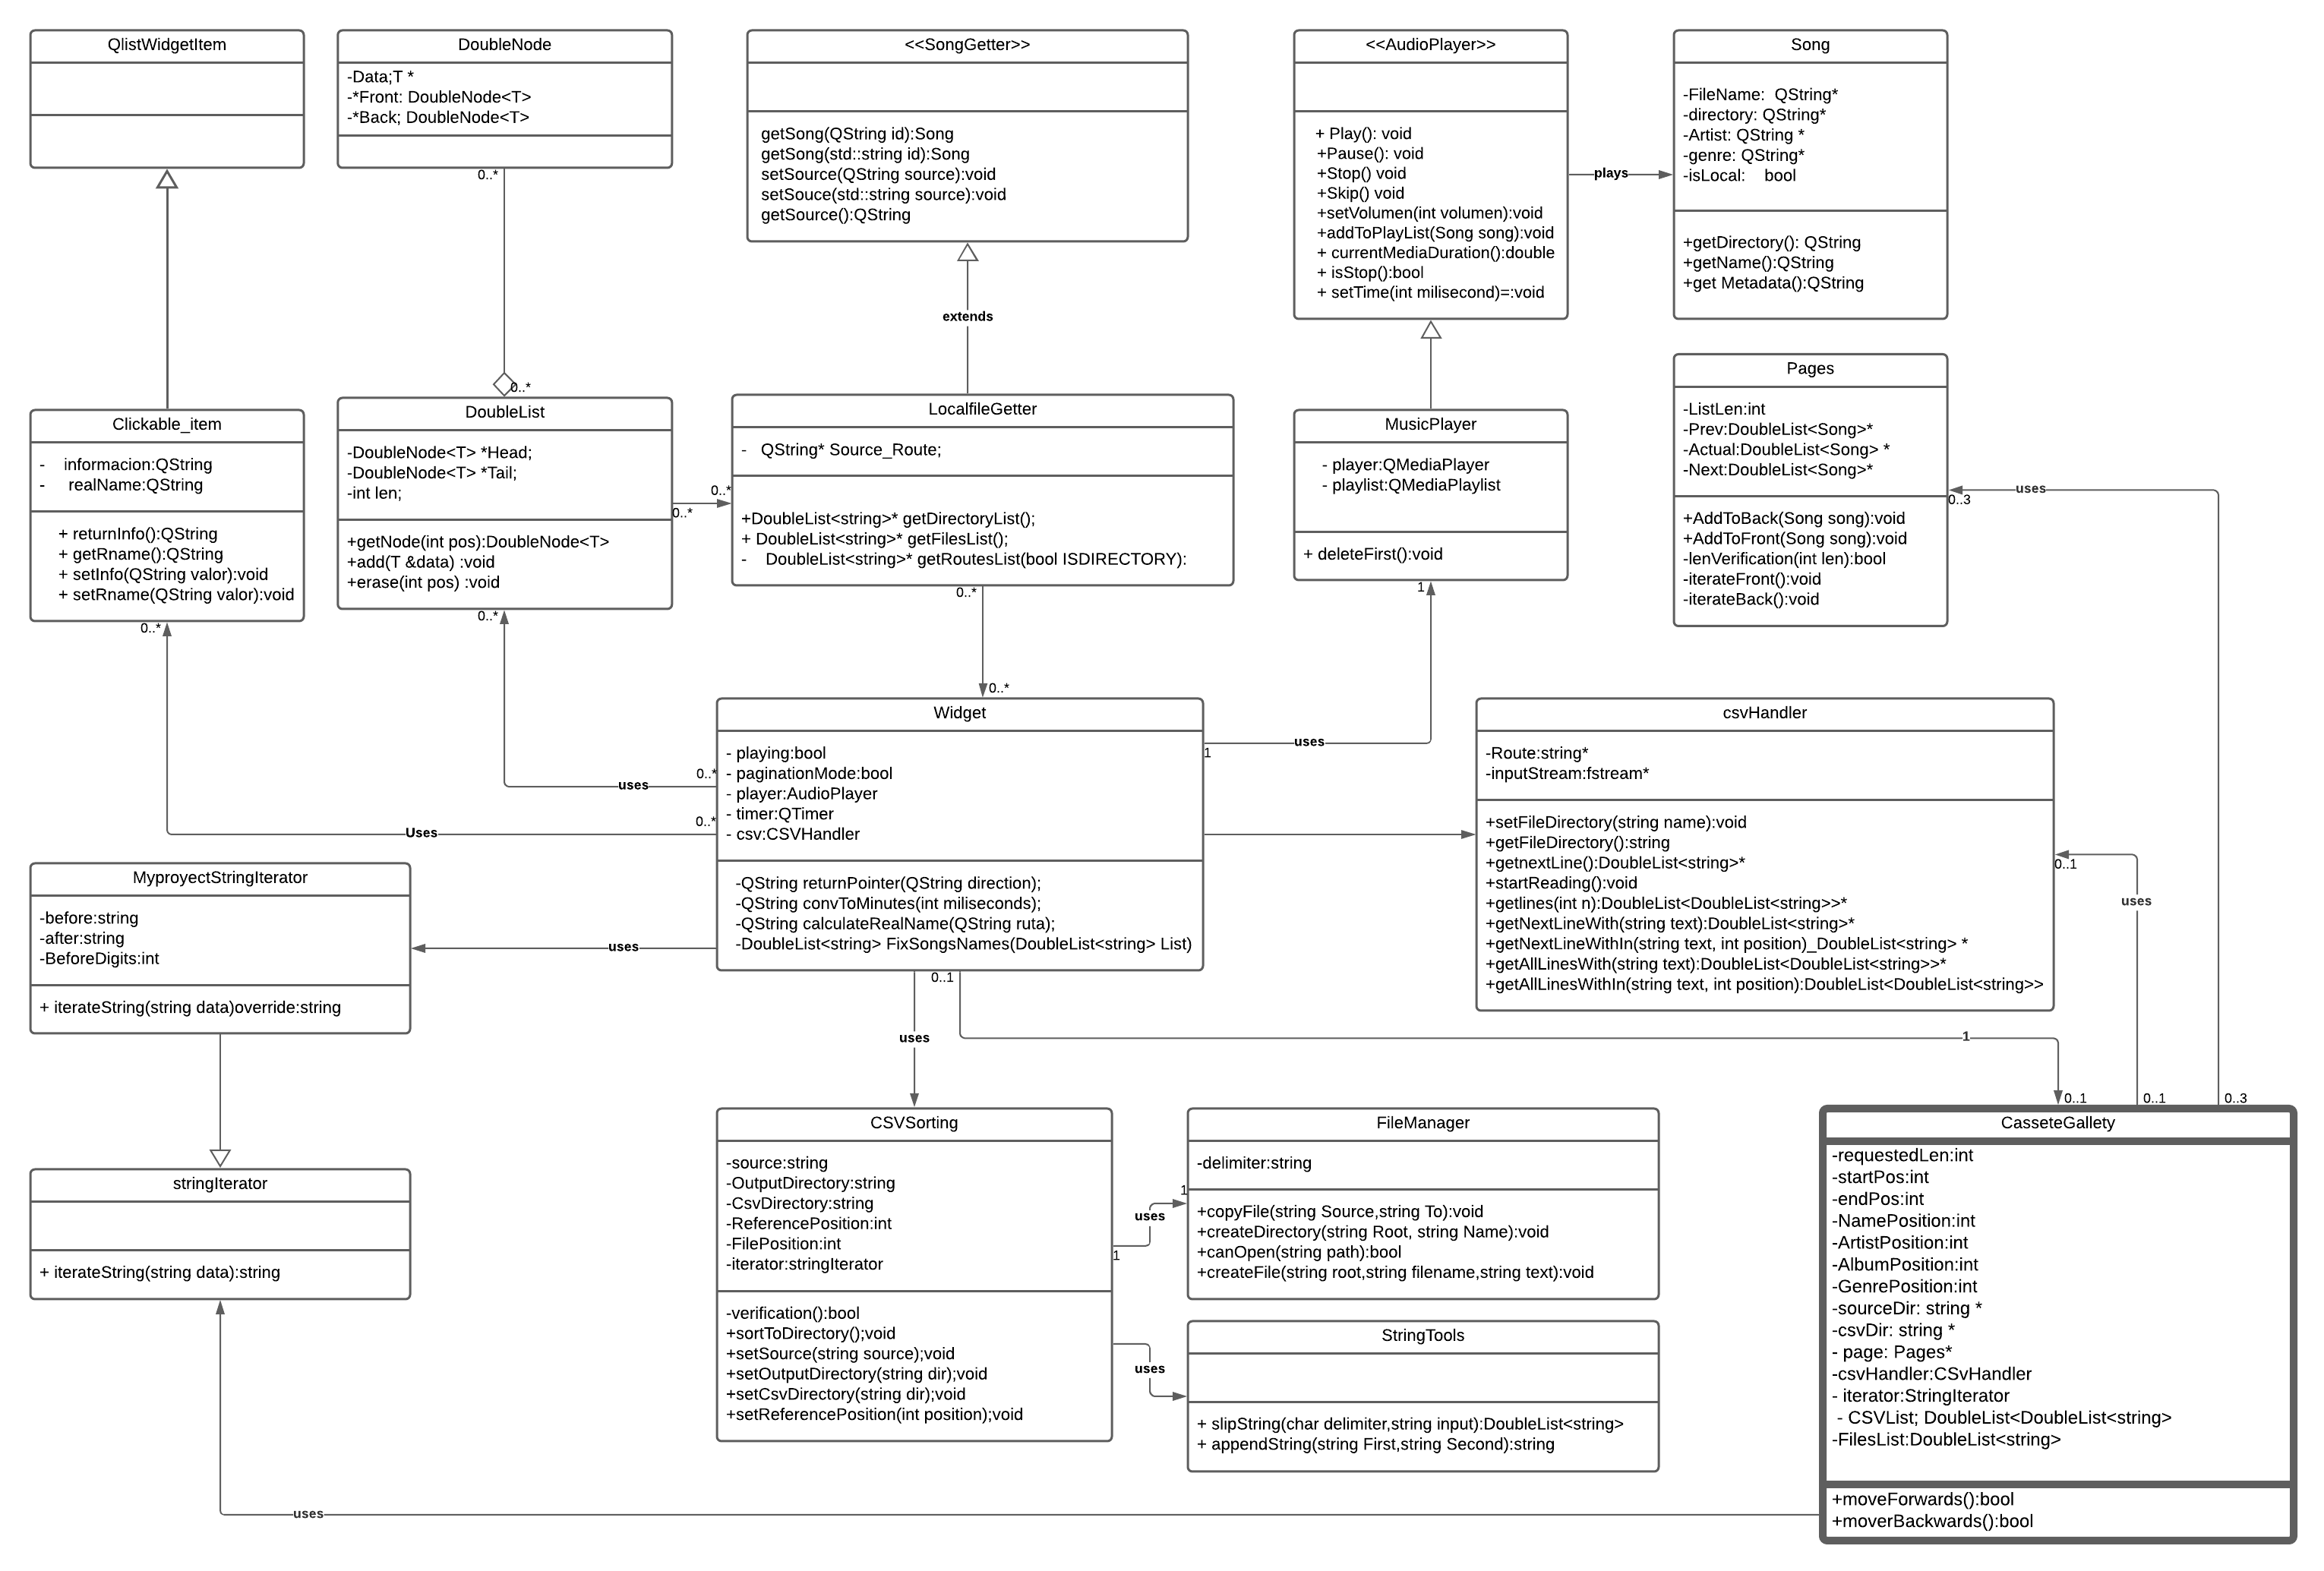 QlistWidgetItem
DoubleNode
-Data;T *
-*Front: DoubleNode<T>
-*Back; DoubleNode<T>
0..*
<<SongGetter>>
getSong(QString id):Song
getSong(std::string id):Song
setSource(QString source):void
setSouce(std::string source):void
getSource():QString
<<AudioPlayer>>
+ Play(): void
+Pause(): void
+Stop() void
+Skip() void
+setVolumen(int volumen):void
+addToPlayList(Song song):void
+ currentMediaDuration():double
+ isStop():bool
+ setTime(int milisecond)=:void
plays
Song
-FileName:  QString*
-directory: QString*
-Artist: QString *
-genre: QString*
-isLocal:    bool
+getDirectory(): QString
+getName():QString
+get Metadata():QString
extends
0..*
Clickable_item
-    informacion:QString
-     realName:QString
+ returnInfo():QString
+ getRname():QString
+ setInfo(QString valor):void
+ setRname(QString valor):void
0..*
DoubleList
-DoubleNode<T> *Head;
-DoubleNode<T> *Tail;
-int len;
+getNode(int pos):DoubleNode<T>
+add(T &data) :void
+erase(int pos) :void
0..*
0..*
0..*
LocalfileGetter
-   QString* Source_Route;
+DoubleList<string>* getDirectoryList();
+ DoubleList<string>* getFilesList();
-    DoubleList<string>* getRoutesList(bool ISDIRECTORY):
0..*
0..*
MusicPlayer
- player:QMediaPlayer
- playlist:QMediaPlaylist
+ deleteFirst():void
1
Pages
-ListLen:int
-Prev:DoubleList<Song>*
-Actual:DoubleList<Song> *
-Next:DoubleList<Song>*
+AddToBack(Song song):void
+AddToFront(Song song):void
-lenVerification(int len):bool
-iterateFront():void
-iterateBack():void
uses
0..3
Widget
- playing:bool
- paginationMode:bool
- player:AudioPlayer
- timer:QTimer
- csv:CSVHandler
-QString returnPointer(QString direction);
-QString convToMinutes(int miliseconds);
-QString calculateRealName(QString ruta);
-DoubleList<string> FixSongsNames(DoubleList<string> List)
uses
1
0..*
uses
0..*
Uses
uses
0..1
uses
1
csvHandler
-Route:string*
-inputStream:fstream*
+setFileDirectory(string name):void
+getFileDirectory():string
+getnextLine():DoubleList<string>*
+startReading():void
+getlines(int n):DoubleList<DoubleList<string>>*
+getNextLineWith(string text):DoubleList<string>*
+getNextLineWithIn(string text, int position)_DoubleList<string> *
+getAllLinesWith(string text):DoubleList<DoubleList<string>>*
+getAllLinesWithIn(string text, int position):DoubleList<DoubleList<string>>
0..1
uses
MyproyectStringIterator
-before:string
-after:string
-BeforeDigits:int
+ iterateString(string data)override:string
stringIterator
+ iterateString(string data):string
uses
CSVSorting
-source:string
-OutputDirectory:string
-CsvDirectory:string
-ReferencePosition:int
-FilePosition:int
-iterator:stringIterator
-verification():bool
+sortToDirectory();void
+setSource(string source);void
+setOutputDirectory(string dir);void
+setCsvDirectory(string dir);void
+setReferencePosition(int position);void
1
uses
1
uses
FileManager
-delimiter:string
+copyFile(string Source,string To):void
+createDirectory(string Root, string Name):void
+canOpen(string path):bool
+createFile(string root,string filename,string text):void
StringTools
+ slipString(char delimiter,string input):DoubleList<string>
+ appendString(string First,string Second):string
0..1
0..1
0..3
CasseteGallety
-requestedLen:int
-startPos:int
-endPos:int
-NamePosition:int
-ArtistPosition:int
-AlbumPosition:int
-GenrePosition:int
-sourceDir: string *
-csvDir: string *
- page: Pages*
-csvHandler:CSvHandler
- iterator:StringIterator
- CSVList; DoubleList<DoubleList<string>
-FilesList:DoubleList<string>
+moveForwards():bool
+moverBackwards():bool